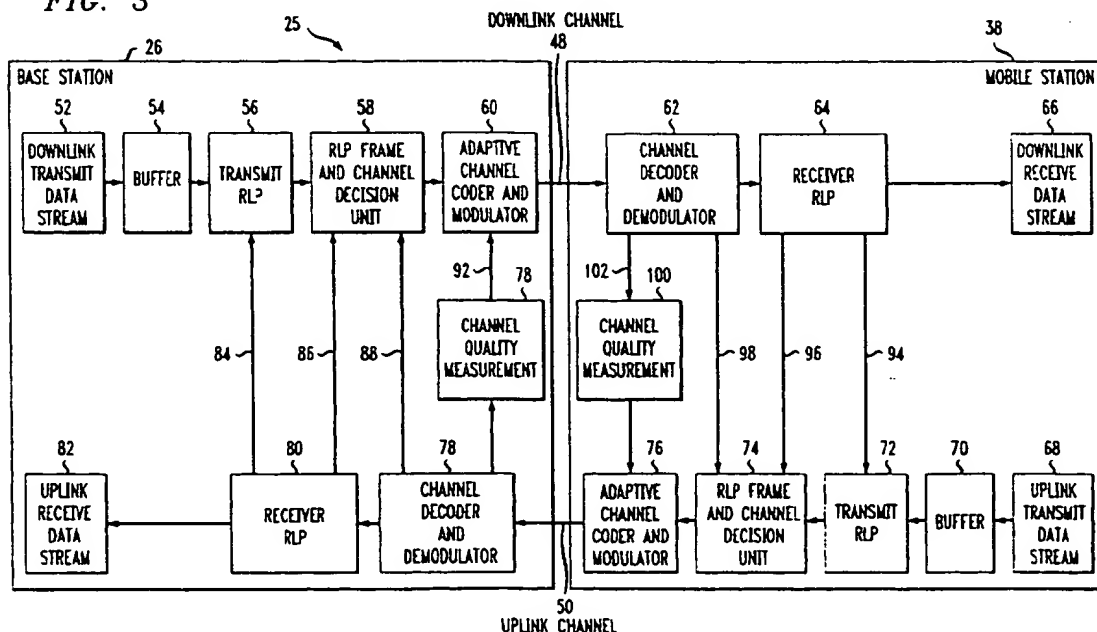 FIG. 3
DOWNLINK CHANNEL
25
48
26
38
BASE STATION
MOBILE STATION
52
54
56
58
60
62
64
66
DOWNLINK
TRANSMIT
DATA
STREAM
BUFFER
TRANSMIT
RLP
RLP FRAME
AND CHANNEL
DECISION
UNIT
ADAPTIVE
CHANNEL
CODER AND
MODULATOR
CHANNEL
DECODER
AND
DEMODULATOR
RECEIVER
RLP
DOWNLINK
RECEIVE
DATA
STREAM
92
78
102
100
CHANNEL
QUALITY
MEASUREMENT
CHANNEL
QUALITY
MEASUREMENT
84
86
88
98
96
94
82
80
78
76
74
72
70
68
UPLINK
RECEIVE
DATA
STREAM
RECEIVER
RLP
CHANNEL
DECODER
AND
DEMODULATOR
ADAPTIVE
CHANNEL
CODER AND
MODULATOR
RLP FRAME
AND CHANNEL
DECISION
UNIT
TRANSMIT
RLP
BUFFER
UPLINK
TRANSMIT
DATA
STREAM
50
UPLINK CHANNEL